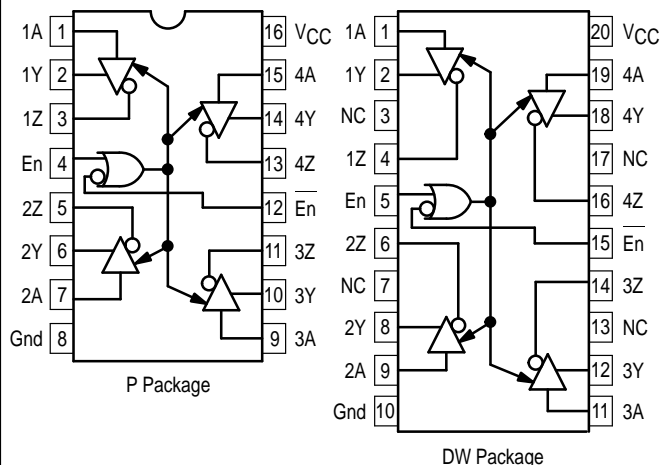 1A 1 16 VCC
1Y 2 15 4A
1Z 3 14 4Y
En 4 13 4Z
2Z 5 12 En
2Y 6 11 3Z
2A 7 10 3Y
Gnd 8 9 3A
P Package
1A 1 20 VCC
1Y 2 19 4A
NC 3 18 4Y
1Z 4 17 NC
En 5 16 4Z
2Z 6 15 En
NC 7 14 3Z
2Y 8 13 NC
2A 9 12 3Y
Gnd 10 11 3A
DW Package